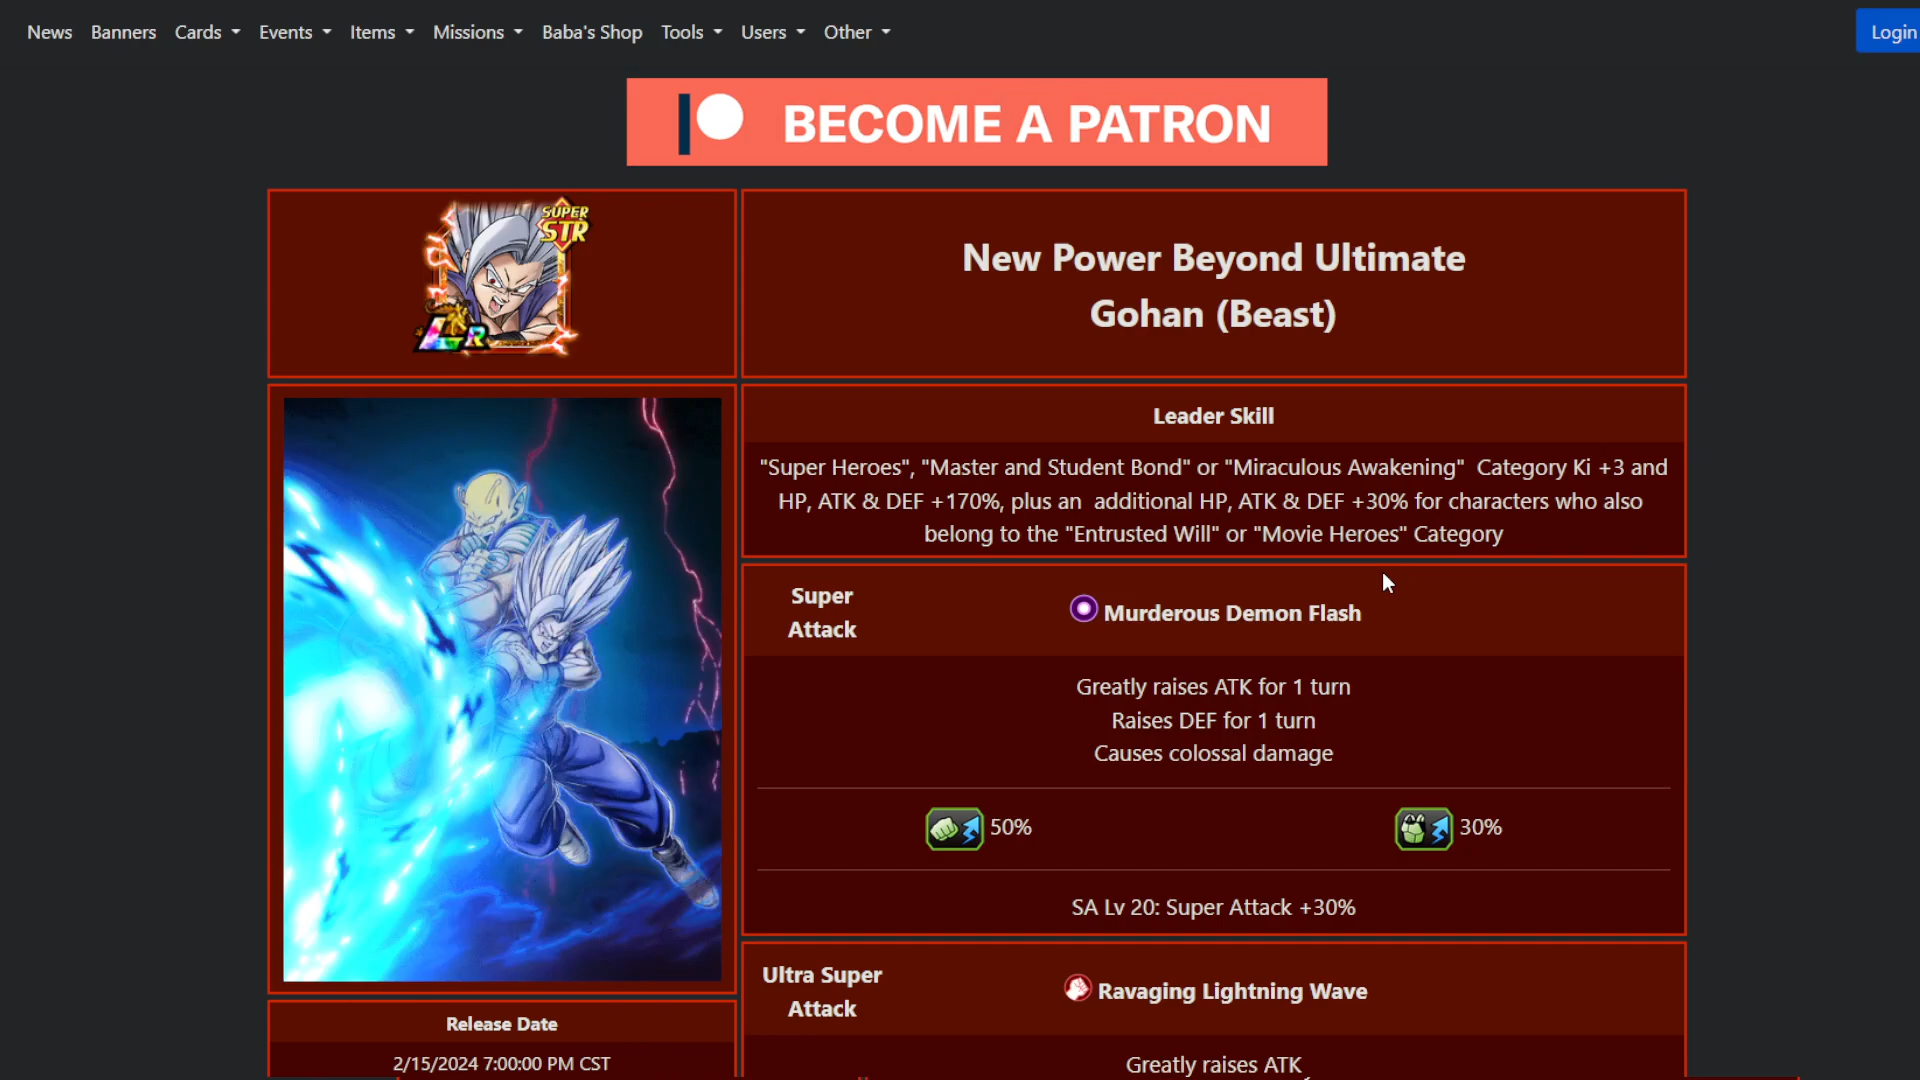 News Banners Cards Events Items Missions Baba's Shop Tools Users Other Login
BECOME A PATRON
SUPER
STR
LR
New Power Beyond Ultimate
Gohan (Beast)
Leader Skill
"Super Heroes", "Master and Student Bond" or "Miraculous Awakening" Category Ki +3 and
HP, ATK & DEF +170%, plus an additional HP, ATK & DEF +30% for characters who also
belong to the "Entrusted Will" or "Movie Heroes" Category
Super
Attack
Murderous Demon Flash
Greatly raises ATK for 1 turn
Raises DEF for 1 turn
Causes colossal damage
50% 30%
SA Lv 20: Super Attack +30%
Ultra Super
Attack
Ravaging Lightning Wave
Greatly raises ATK
Release Date
2/15/2024 7:00:00 PM CST